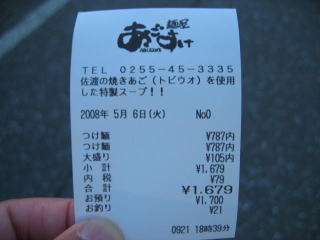 麺屋
あごすけ
AGOSUKE
TEL 0255-45-3335
佐渡の焼きあご(トビウオ)を使用
した特製スープ!!
2008年 5月 6日(火) No0
つけ麺 ¥787内
つけ麺 ¥787内
大盛り ¥105内
小 計 ¥1,679
内 税 ¥79
合 計 ¥1,679
お預り ¥1,700
お釣り ¥21
0921 18時39分